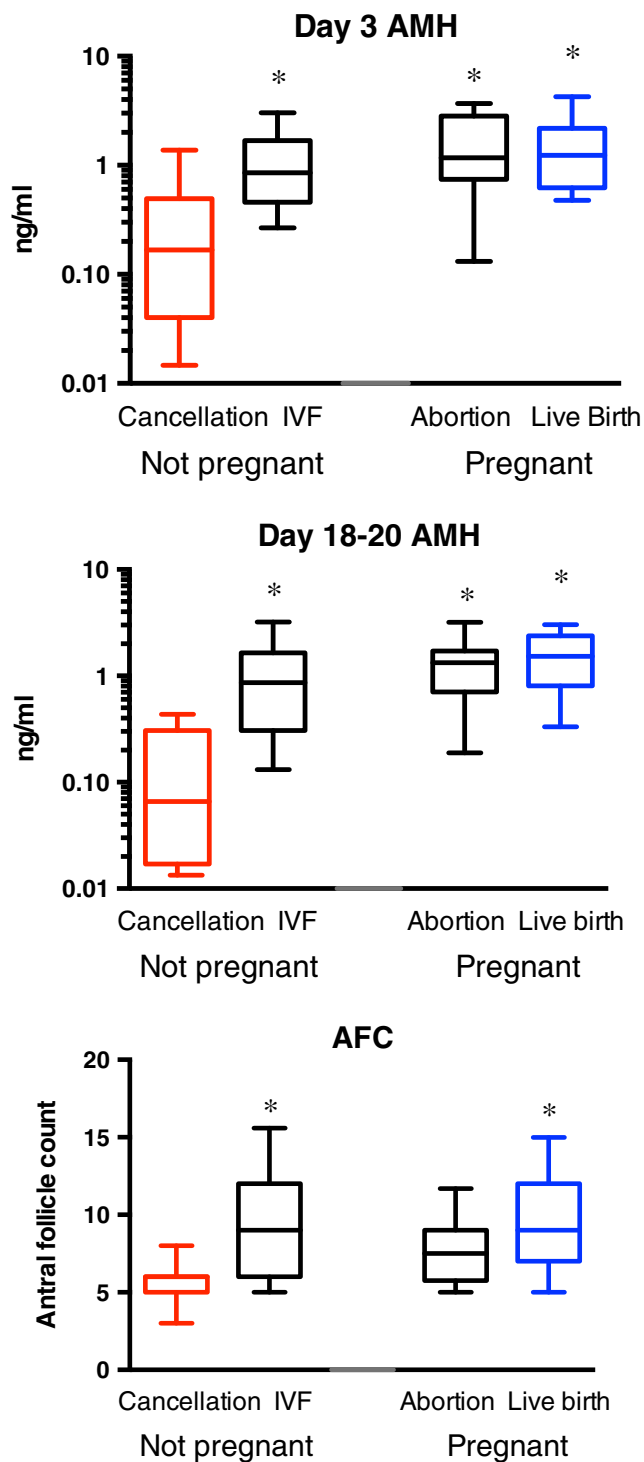 Day 3 AMH
* * *
10
1
0.10
0.01
ng/ml
Cancellation IVF Abortion Live Birth
Not pregnant Pregnant
Day 18-20 AMH
* * *
10
1
0.10
0.01
ng/ml
Cancellation IVF Abortion Live birth
Not pregnant Pregnant
AFC
* *
20
15
10
5
0
Antral follicle count
Cancellation IVF Abortion Live birth
Not pregnant Pregnant